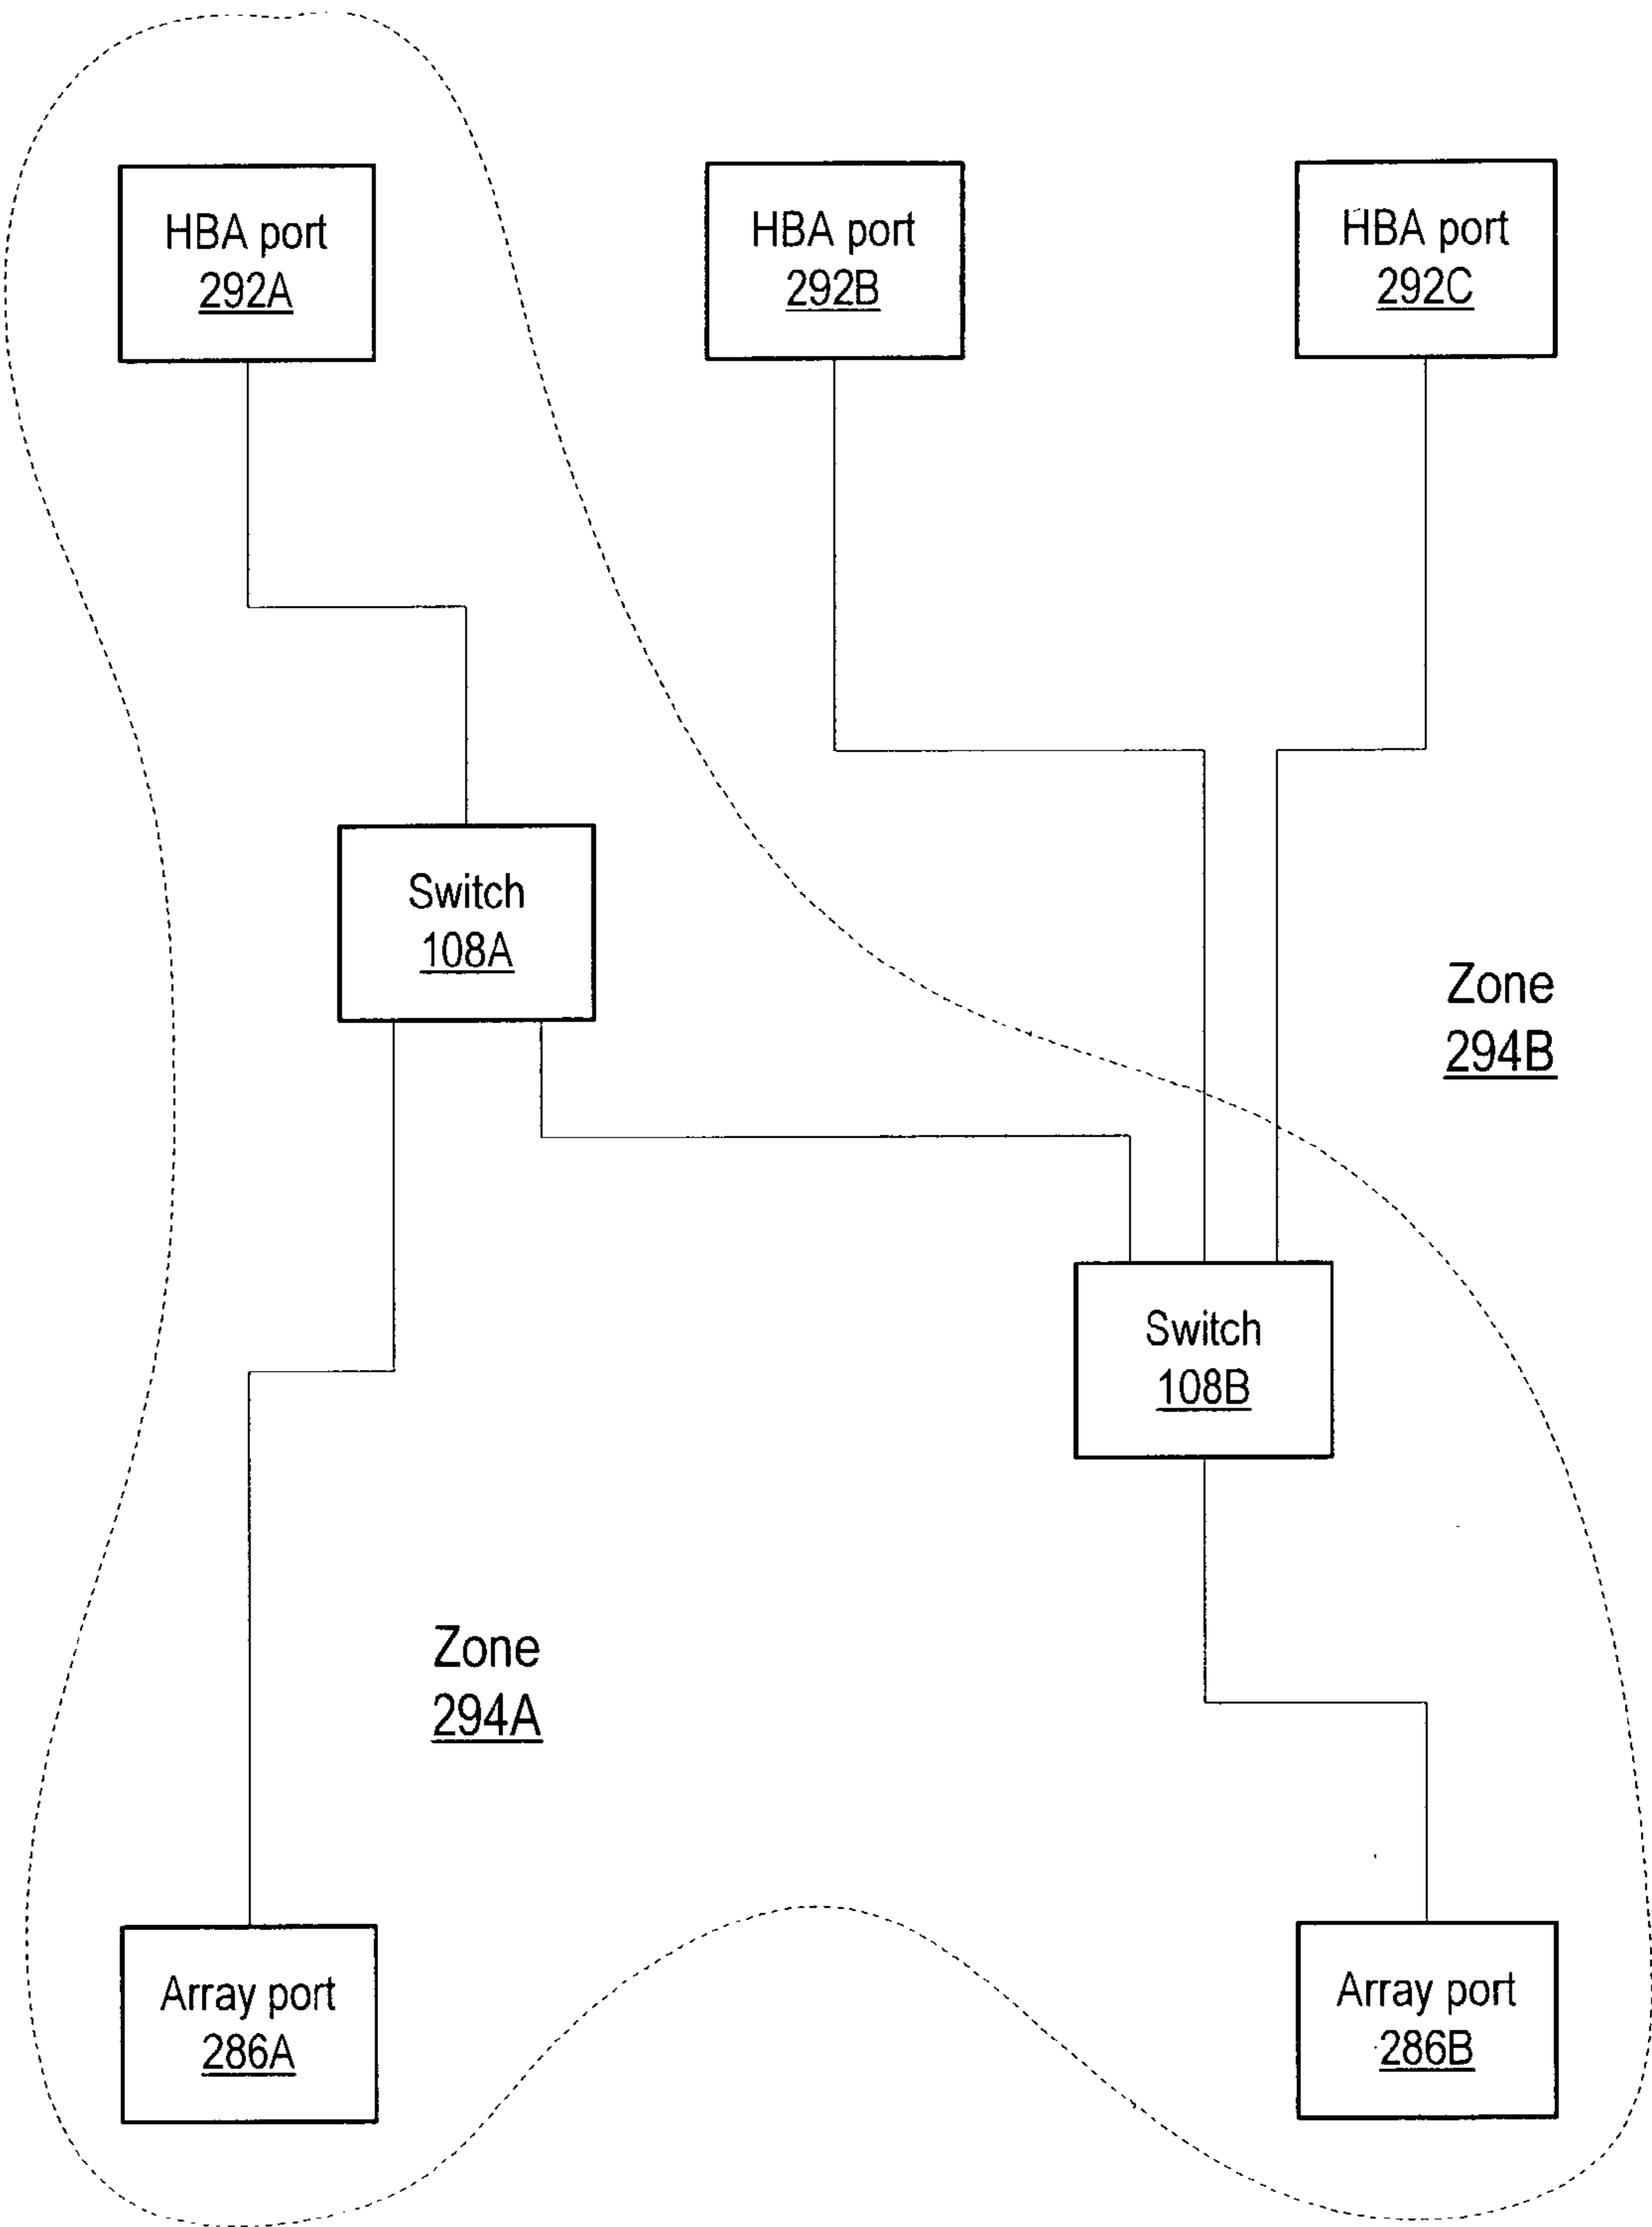 HBA port
292A
HBA port
292B
HBA port
292C
Switch
108A
Zone
294B
Switch
108B
Zone
294A
Array port
286A
Array port
286B